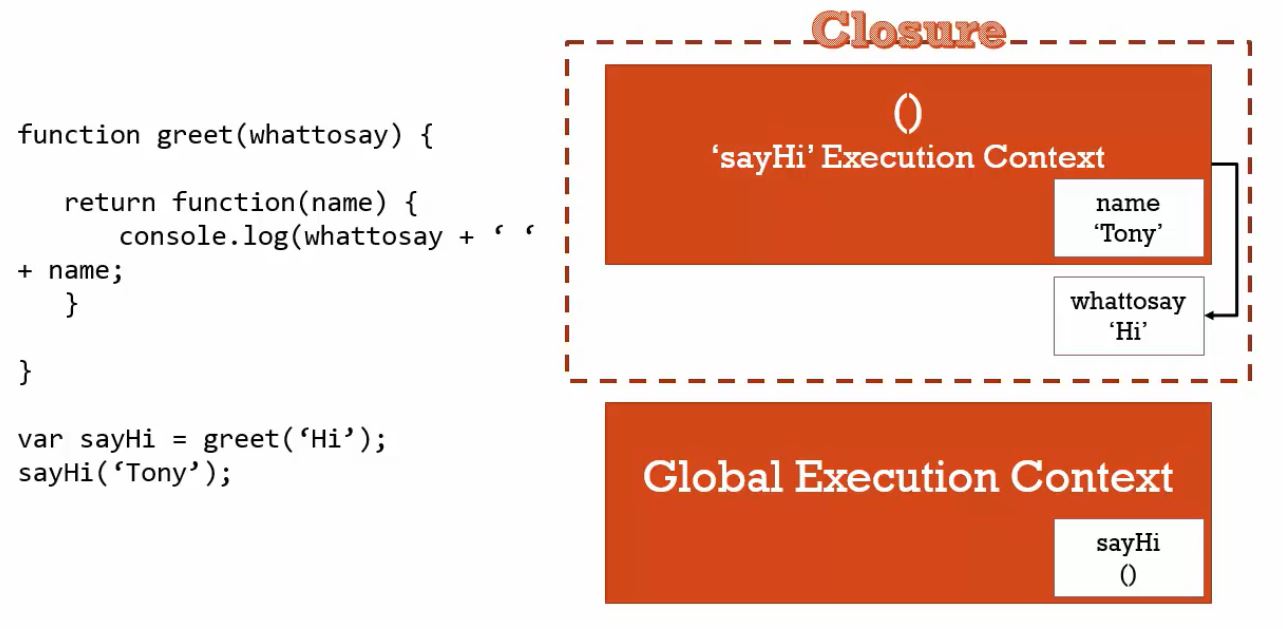 function greet(whattosay) {
return function(name) {
console.log(whattosay + ‘ ‘
+ name;
}
}
var sayHi = greet(‘Hi’);
sayHi(‘Tony’);
Closure
()
‘sayHi’ Execution Context
name
‘Tony’
whattosay
‘Hi’
Global Execution Context
sayHi
()